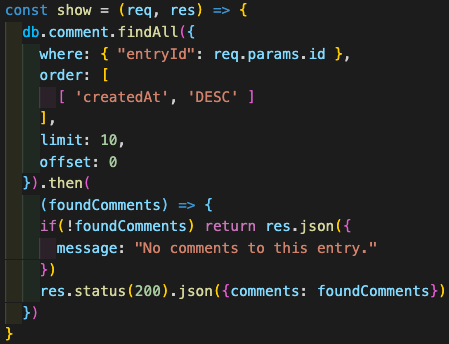 const show = (req, res) => {
  db.comment.findAll({
    where: { "entryId": req.params.id },
    order: [
      [ 'createdAt', 'DESC' ]
    ],
    limit: 10,
    offset: 0
  }).then(
    (foundComments) => {
    if(!foundComments) return res.json({
      message: "No comments to this entry."
    })
    res.status(200).json({comments: foundComments})
  })
}